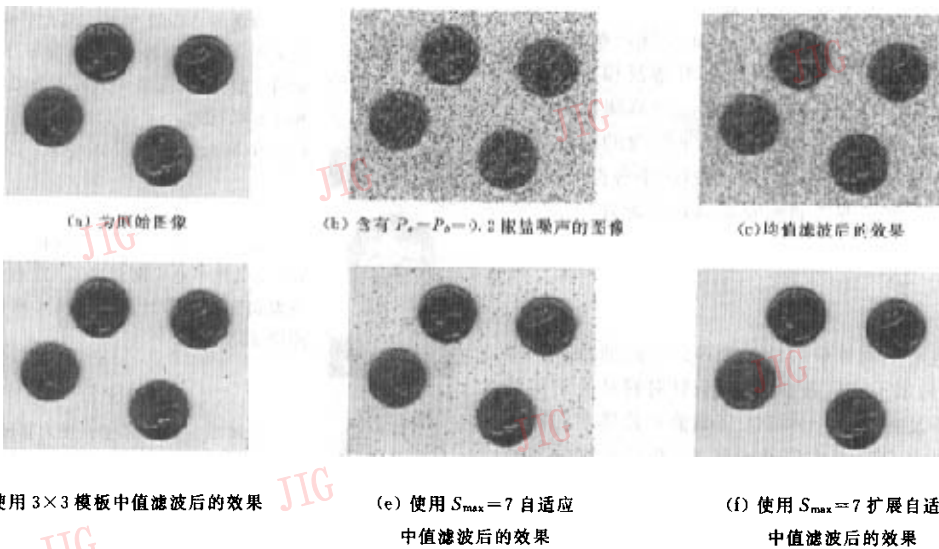 (a) 为原始图像
(b) 含有 Pa=Pb=0.2 椒盐噪声的图像
(c)均值滤波后的效果
使用 3×3 模板中值滤波后的效果
(e) 使用 Smax=7 自适应
中值滤波后的效果
(f) 使用 Smax=7 扩展自适
中值滤波后的效果
JIG
JIG
JIG
JIG
JIG
JIG
JIG
JIG